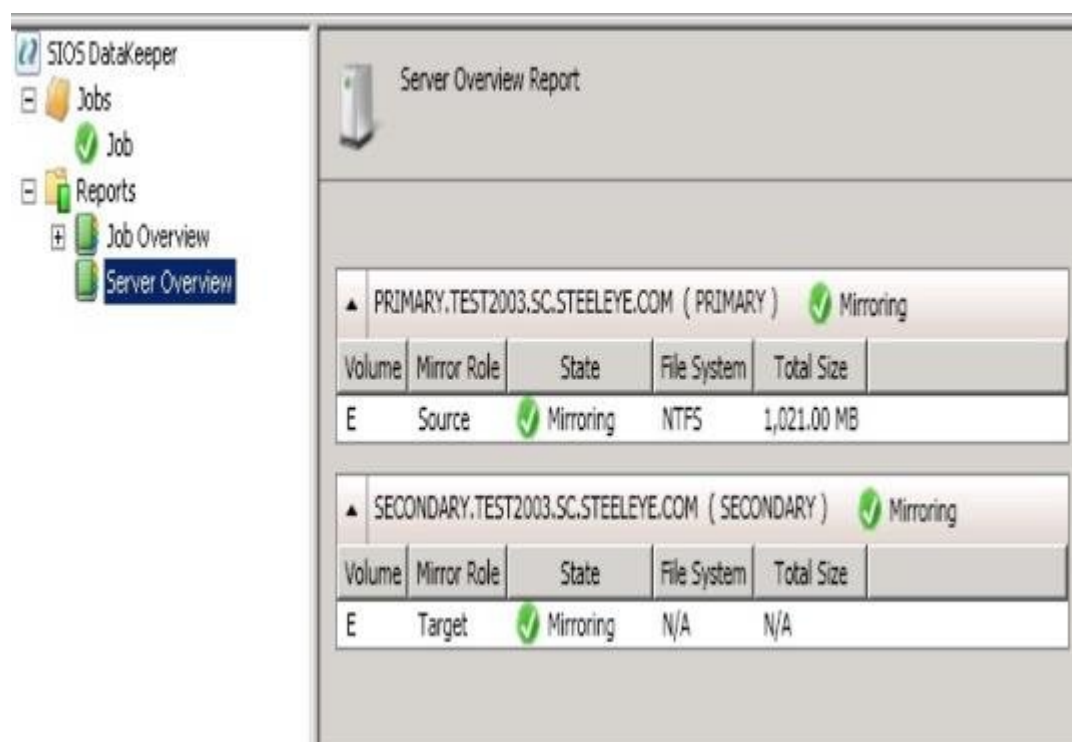 SIOS DataKeeper
Jobs
Job
Reports
Job Overview
Server Overview
Server Overview Report
PRIMARY.TEST2003.SC.STEELEYE.COM ( PRIMARY ) Mirroring
Volume Mirror Role State File System Total Size
E Source Mirroring NTFS 1,021.00 MB
SECONDARY.TEST2003.SC.STEELEYE.COM ( SECONDARY ) Mirroring
Volume Mirror Role State File System Total Size
E Target Mirroring N/A N/A